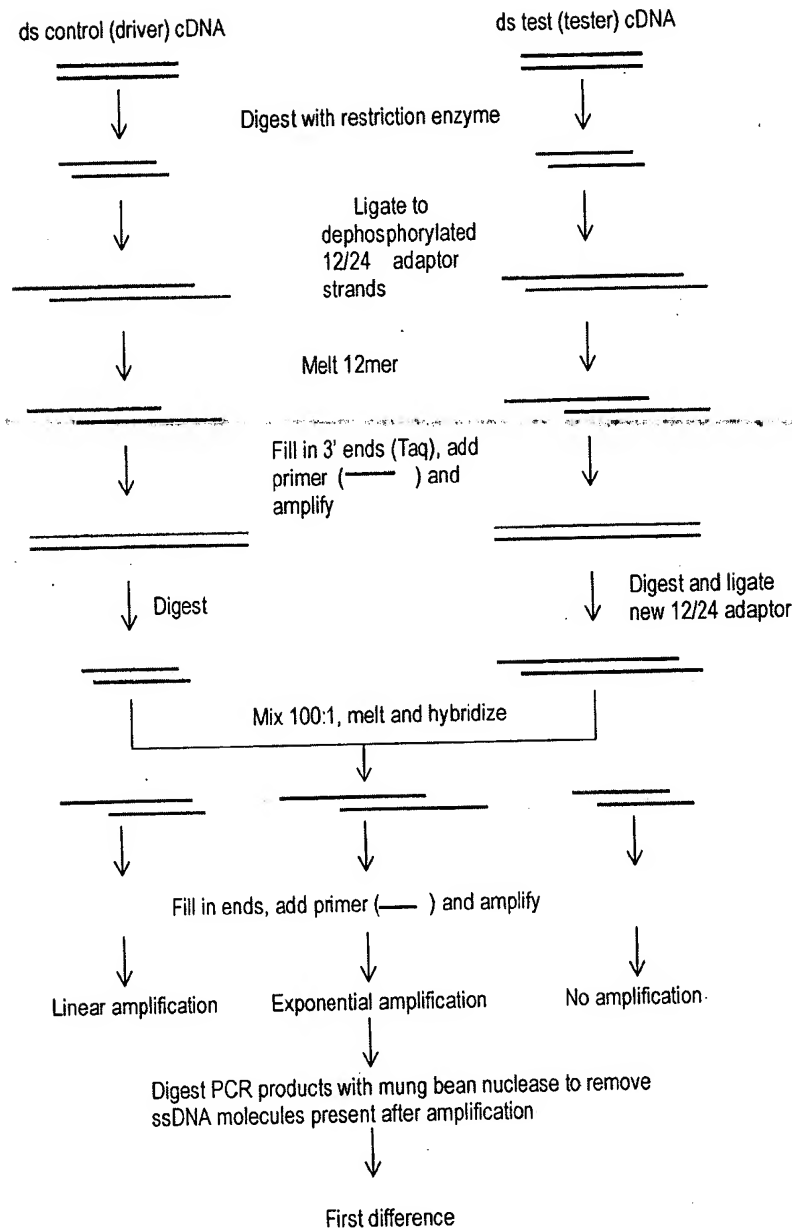 ds control (driver) cDNA
ds test (tester) cDNA
Digest with restriction enzyme
Ligate to
dephosphorylated
12/24 adaptor
strands
Melt 12mer
Fill in 3' ends (Taq), add
primer ( ) and
amplify
Digest
Digest and ligate
new 12/24 adaptor
Mix 100:1, melt and hybridize
Fill in ends, add primer ( ) and amplify
Linear amplification
Exponential amplification
No amplification
Digest PCR products with mung bean nuclease to remove
ssDNA molecules present after amplification
First difference